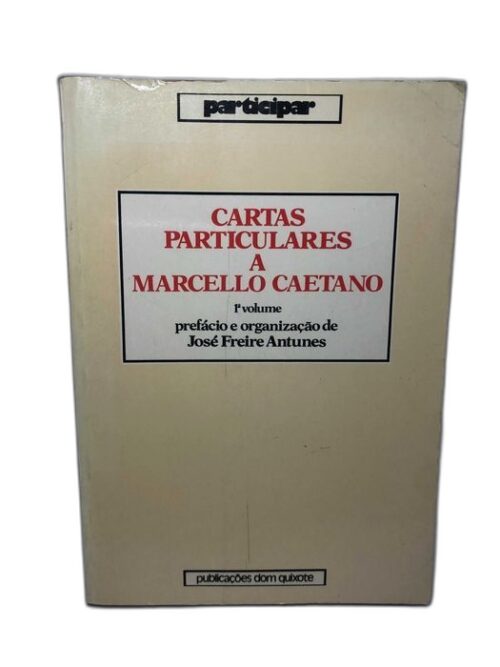 participar
CARTAS
PARTICULARES
A
MARCELLO CAETANO
1º volume
prefácio e organização de
José Freire Antunes
publicações dom quixote